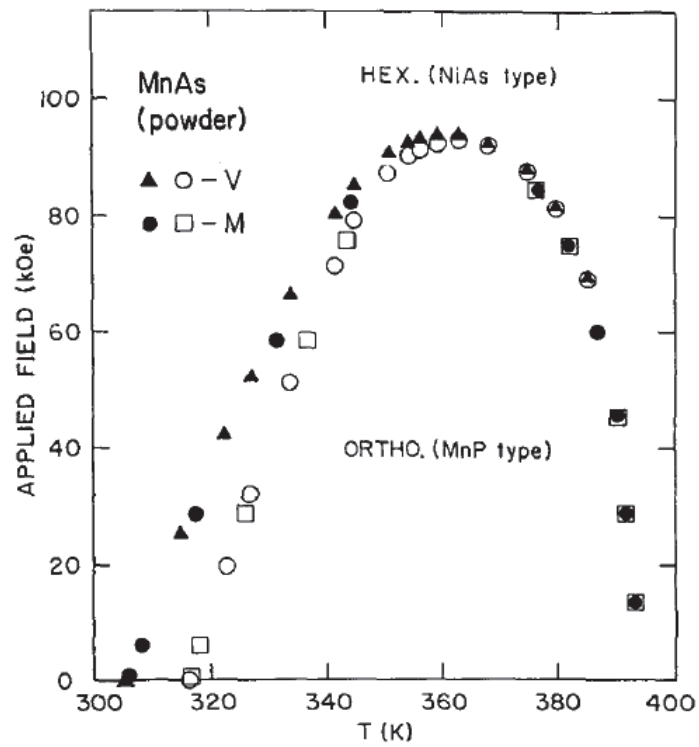 HEX. (NiAs type)
MnAs
(powder)
▲ ○ – V
● □ – M
ORTHO. (MnP type)
APPLIED FIELD (kOe)
100
80
60
40
20
0
300 320 340 360 380 400
T (K)